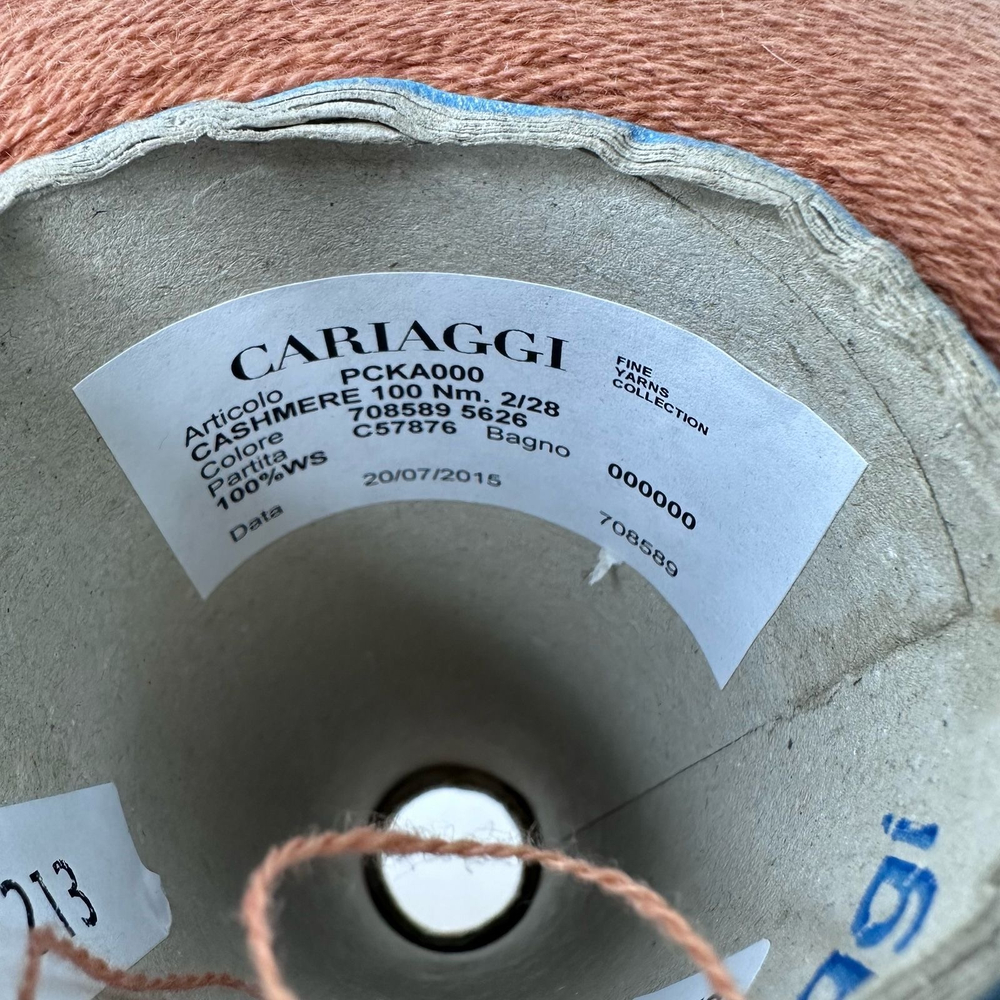 CARIAGGI
FINE
YARNS
COLLECTION
Articolo PCKA000
CASHMERE 100 Nm. 2/28
Colore 708589 5626
Partita C57876 Bagno 000000
100%WS
Data 20/07/2015 708589
213
ggi